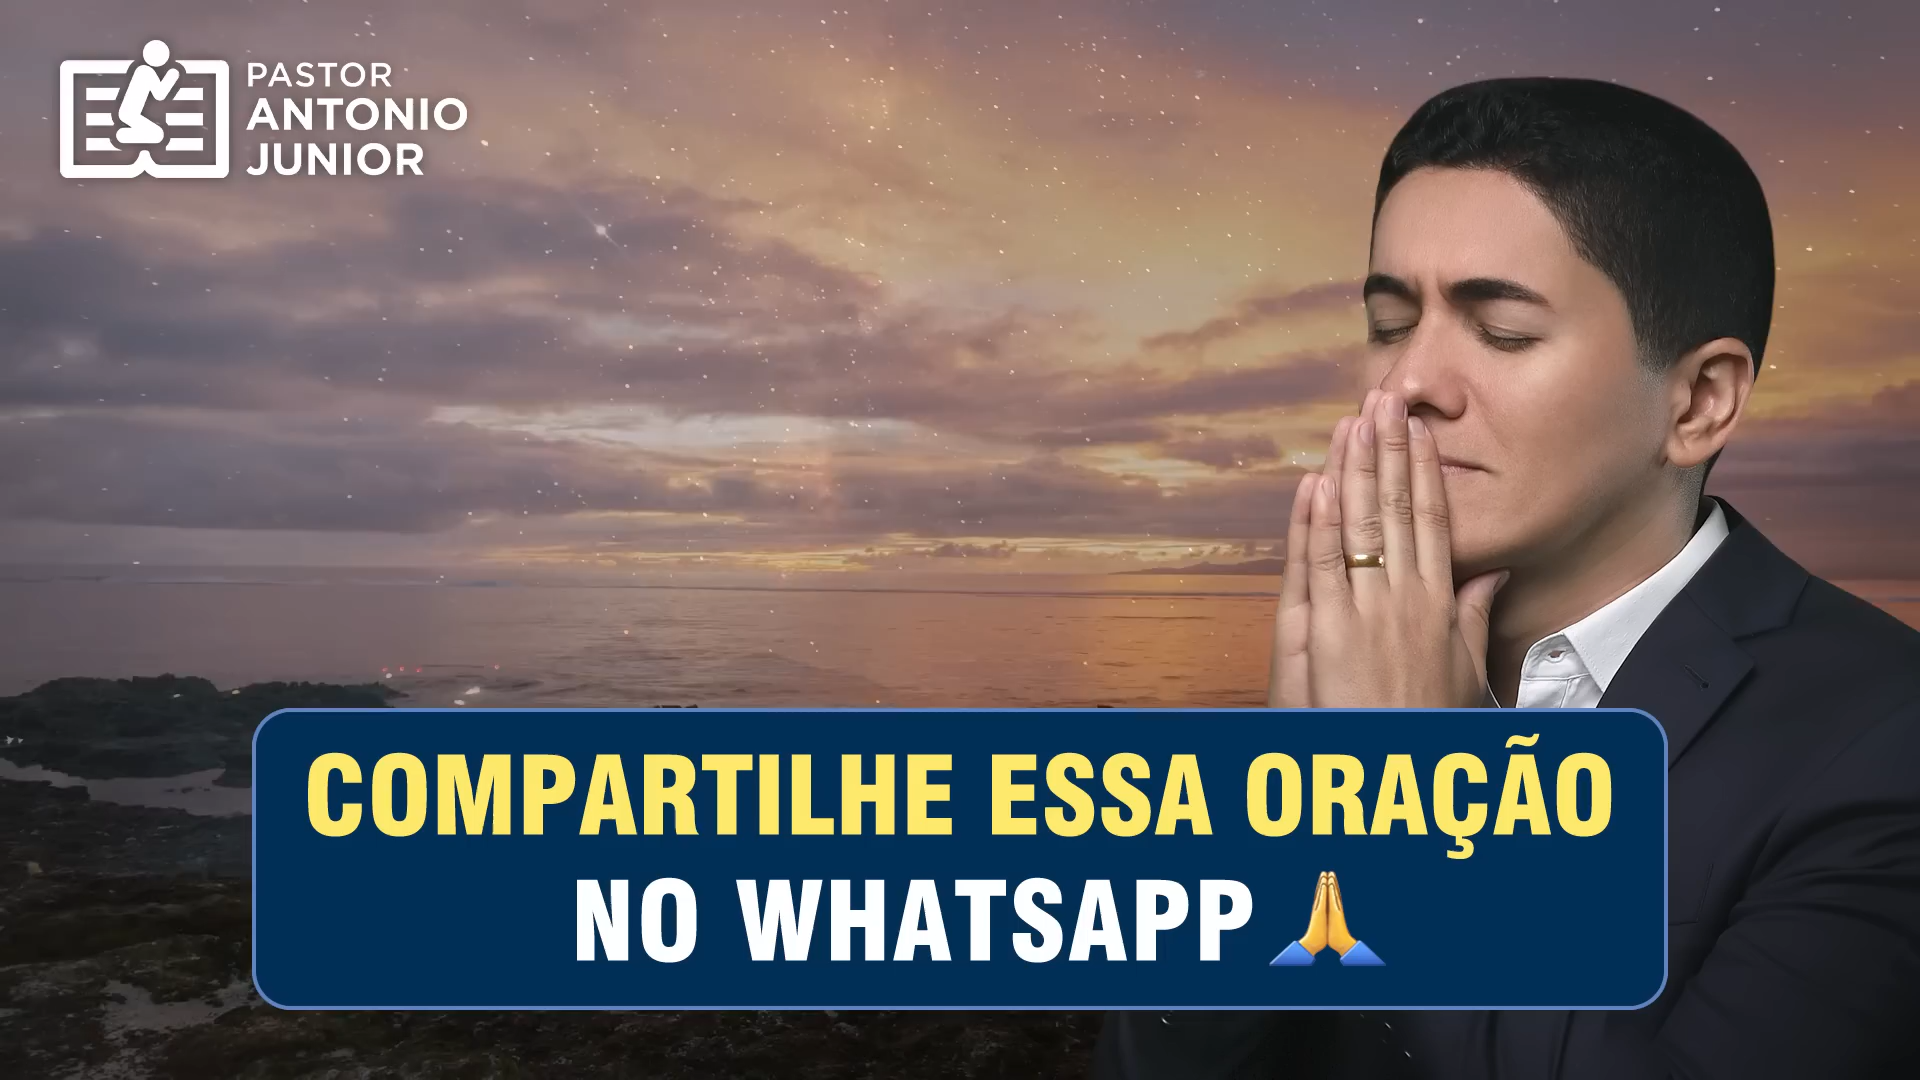 PASTOR
ANTONIO
JUNIOR
COMPARTILHE ESSA ORAÇÃO
NO WHATSAPP🙏